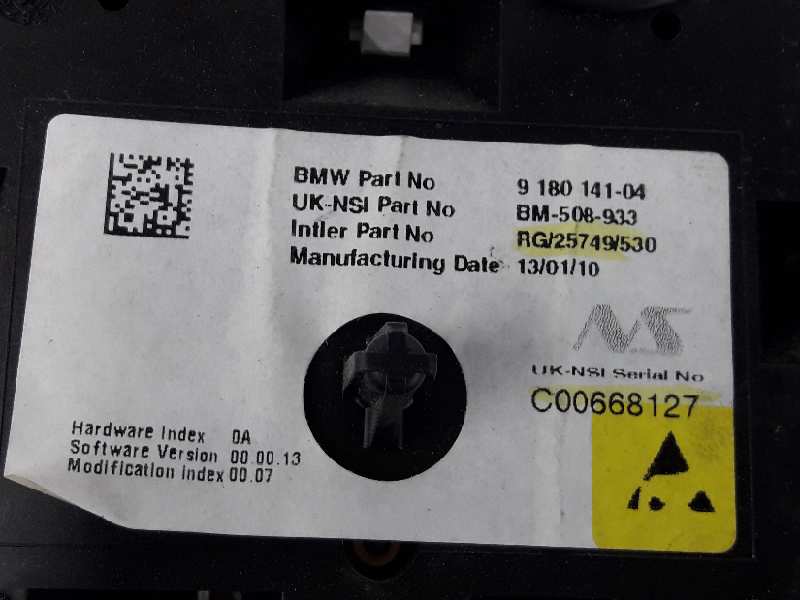 BMW Part No 9 180 141-04
UK-NSI Part No BM-508-933
Intier Part No RG/25749/530
Manufacturing Date 13/01/10
NS
UK-NSI Serial No
C00668127
Hardware Index 0A
Software Version 00.00.13
Modification Index 00.07